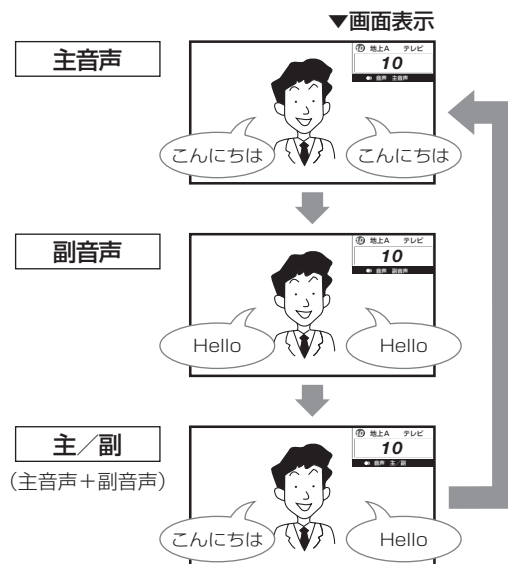 ▼画面表示
主音声
地上A テレビ
10
音声 主音声
こんにちは
こんにちは
副音声
地上A テレビ
10
音声 副音声
Hello
Hello
主／副
(主音声＋副音声)
地上A テレビ
10
音声 主／副
こんにちは
Hello